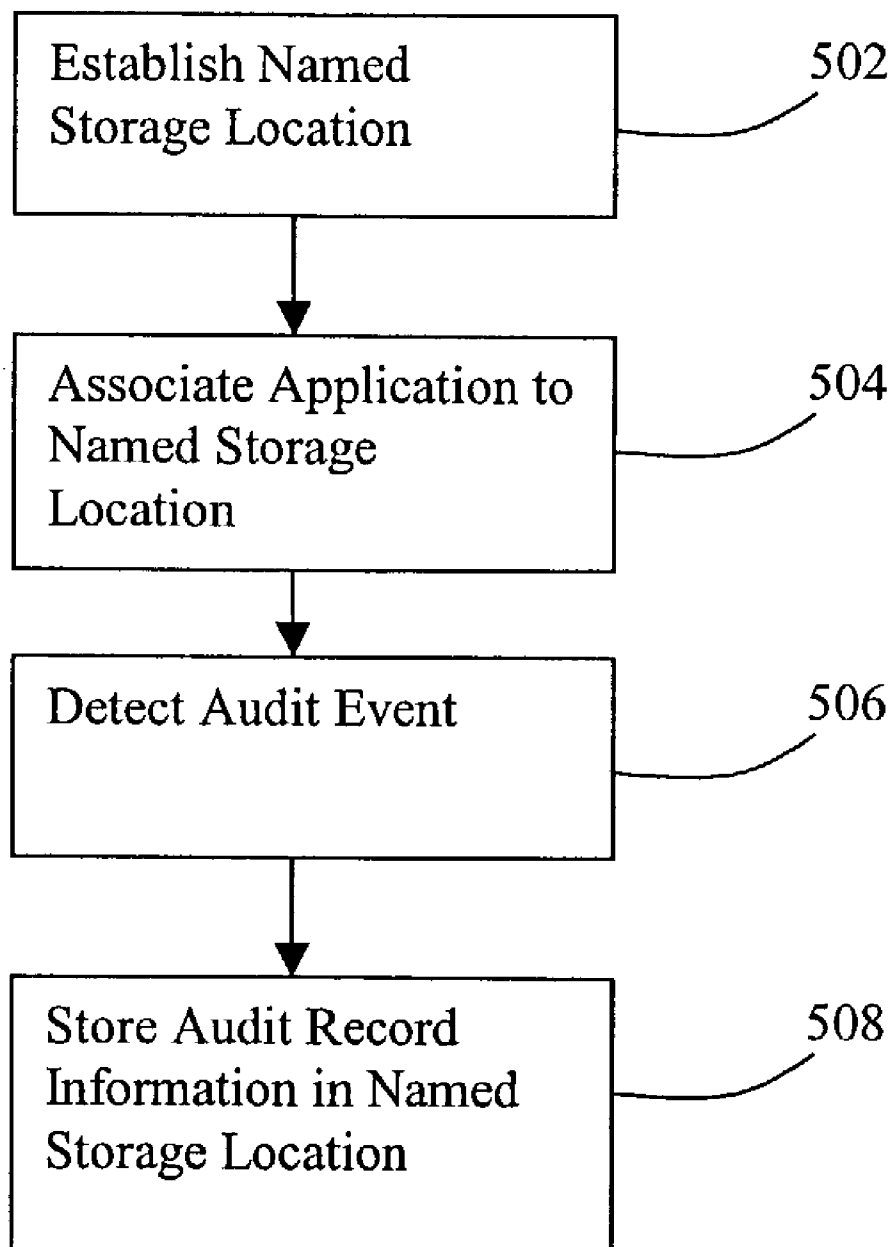 Establish Named
Storage Location
502
Associate Application to
Named Storage
Location
504
Detect Audit Event
506
Store Audit Record
Information in Named
Storage Location
508